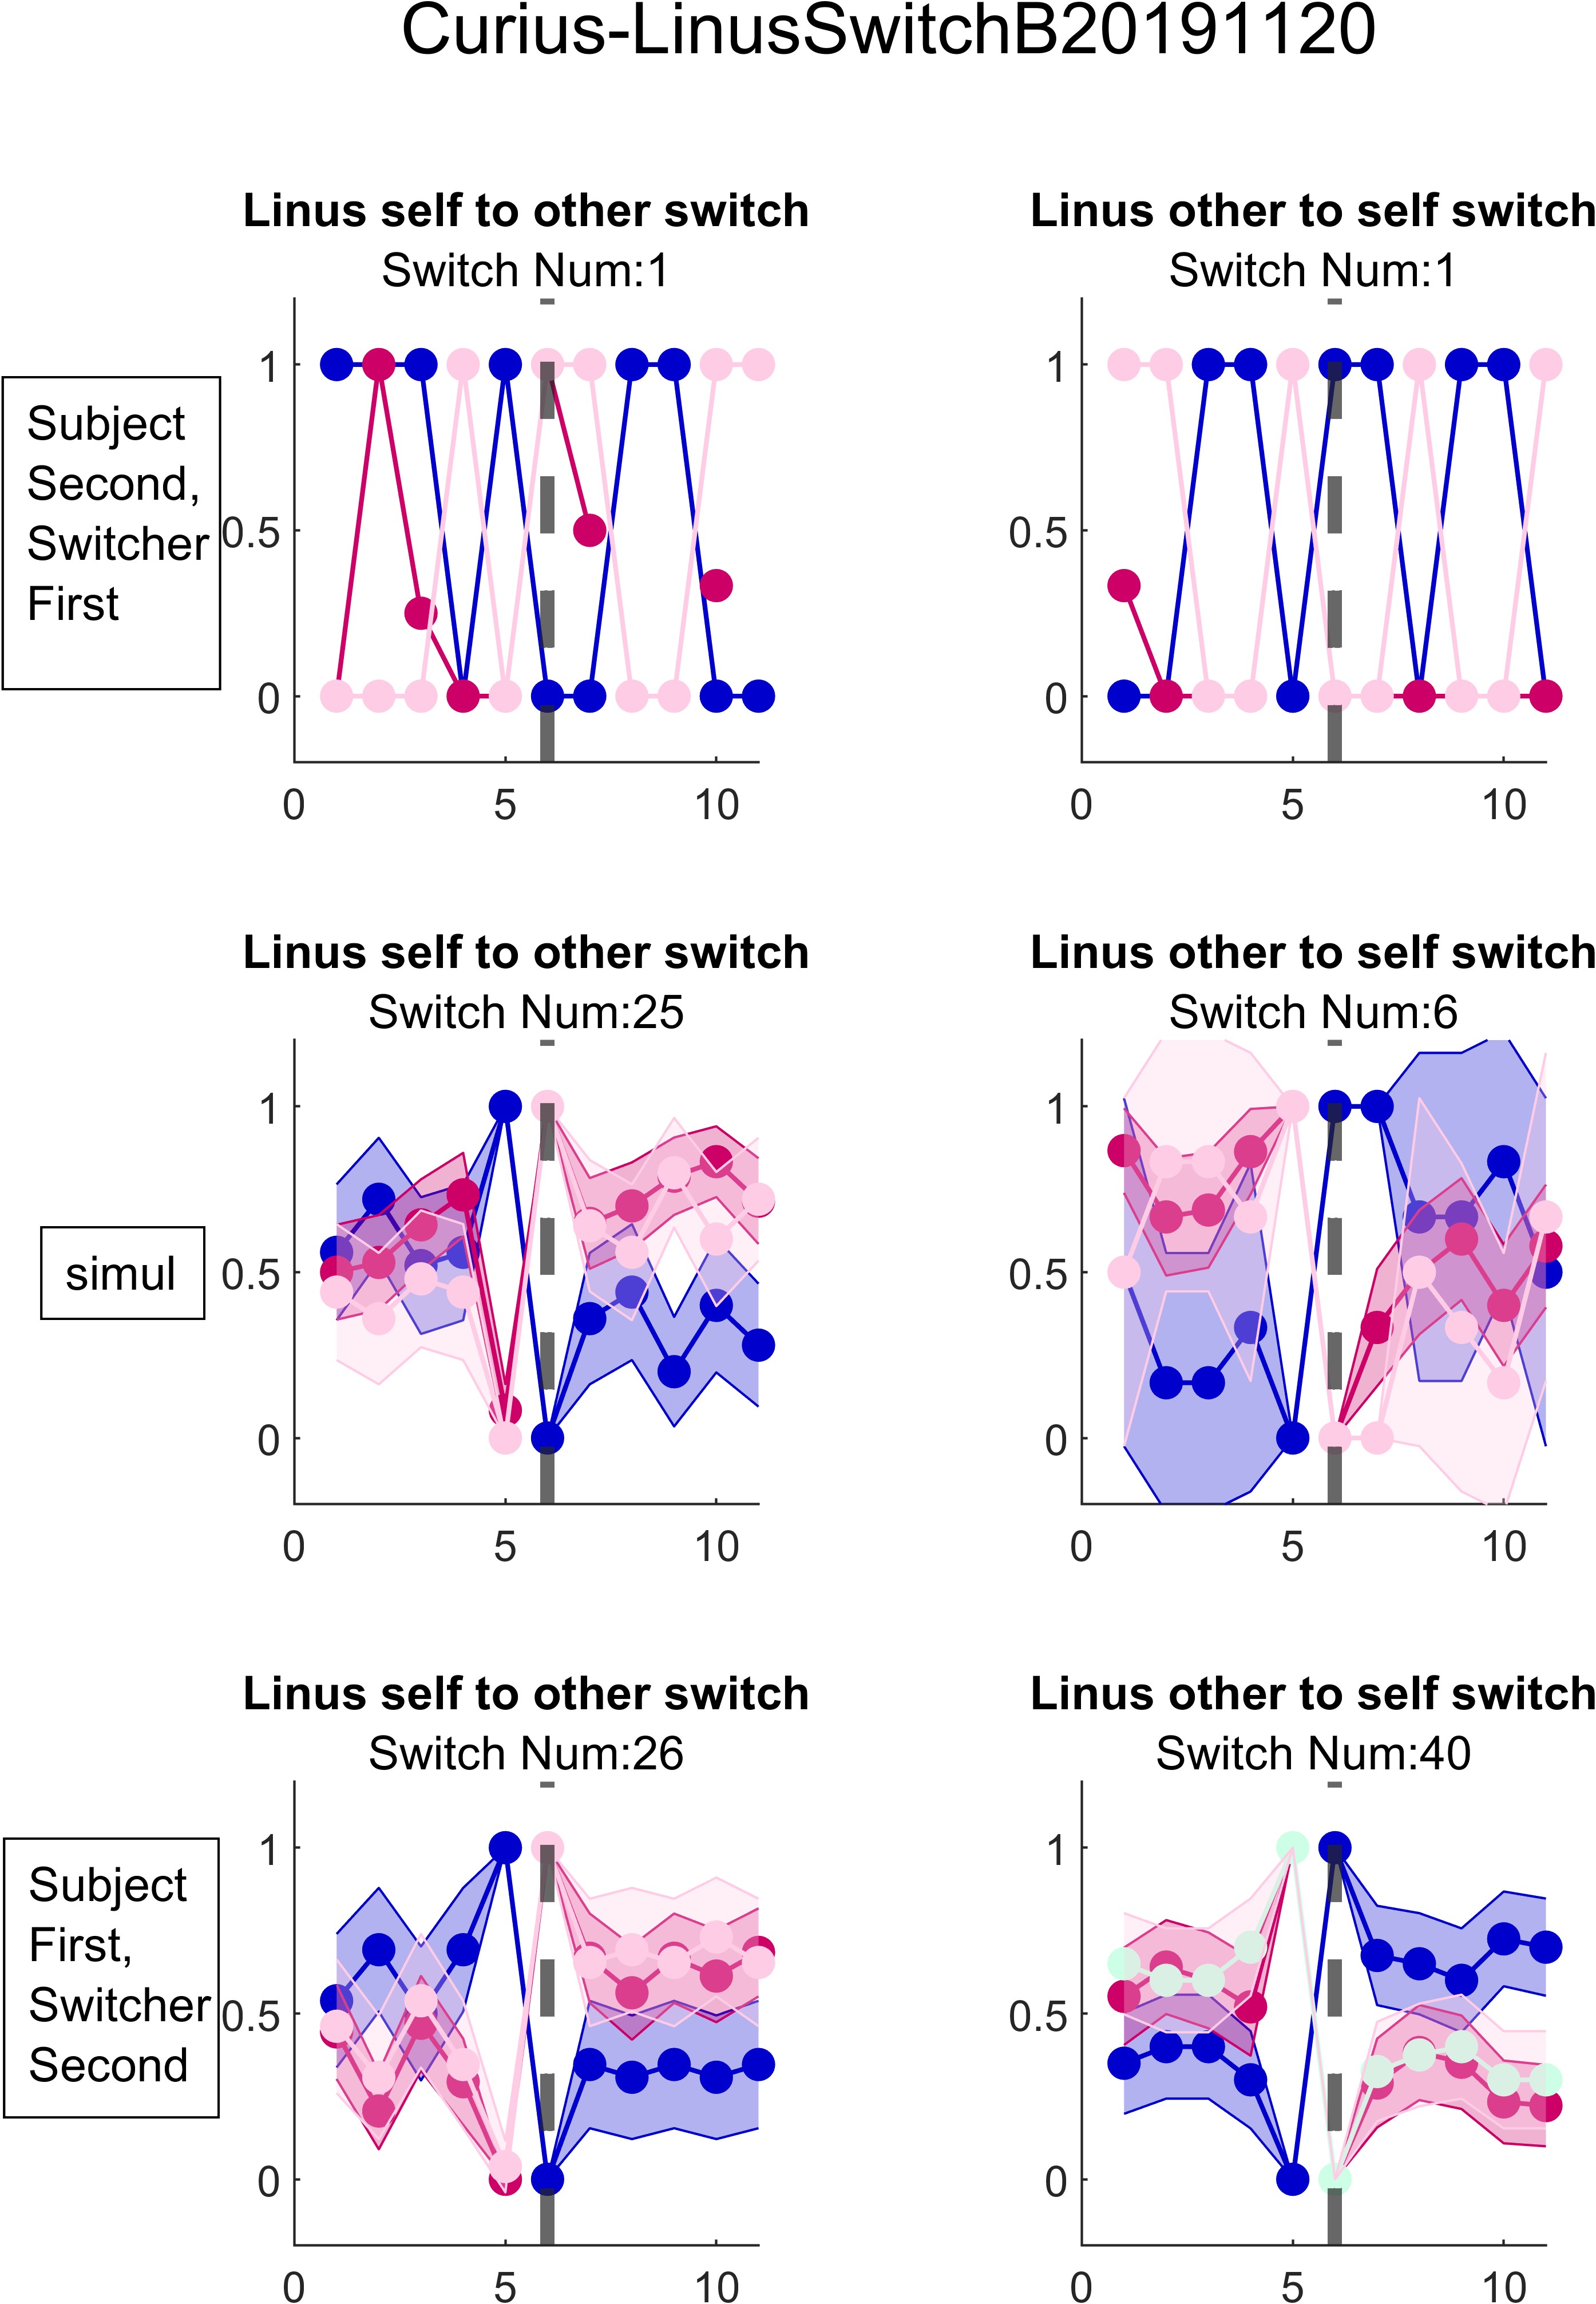 Curius-LinusSwitchB20191120
Linus self to other switch
Switch Num:1
Linus other to self switch
Switch Num:1
Subject
Second,
Switcher
First
1
0.5
0
0
5
10
1
0.5
0
0
5
10
Linus self to other switch
Switch Num:25
Linus other to self switch
Switch Num:6
simul
1
0.5
0
0
5
10
1
0.5
0
0
5
10
Linus self to other switch
Switch Num:26
Linus other to self switch
Switch Num:40
Subject
First,
Switcher
Second
1
0.5
0
0
5
10
1
0.5
0
0
5
10